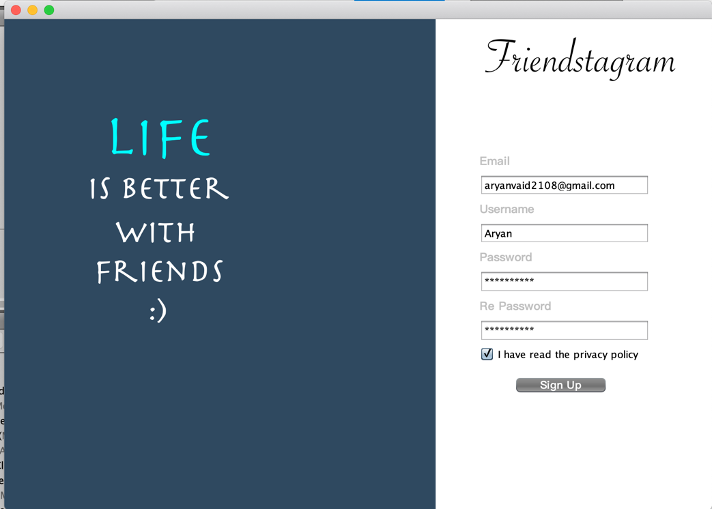 LIFE
IS BETTER
WITH
FRIENDS
:)
Friendstagram
Email
aryanvaid2108@gmail.com
Username
Aryan
Password
**********
Re Password
**********
I have read the privacy policy
Sign Up